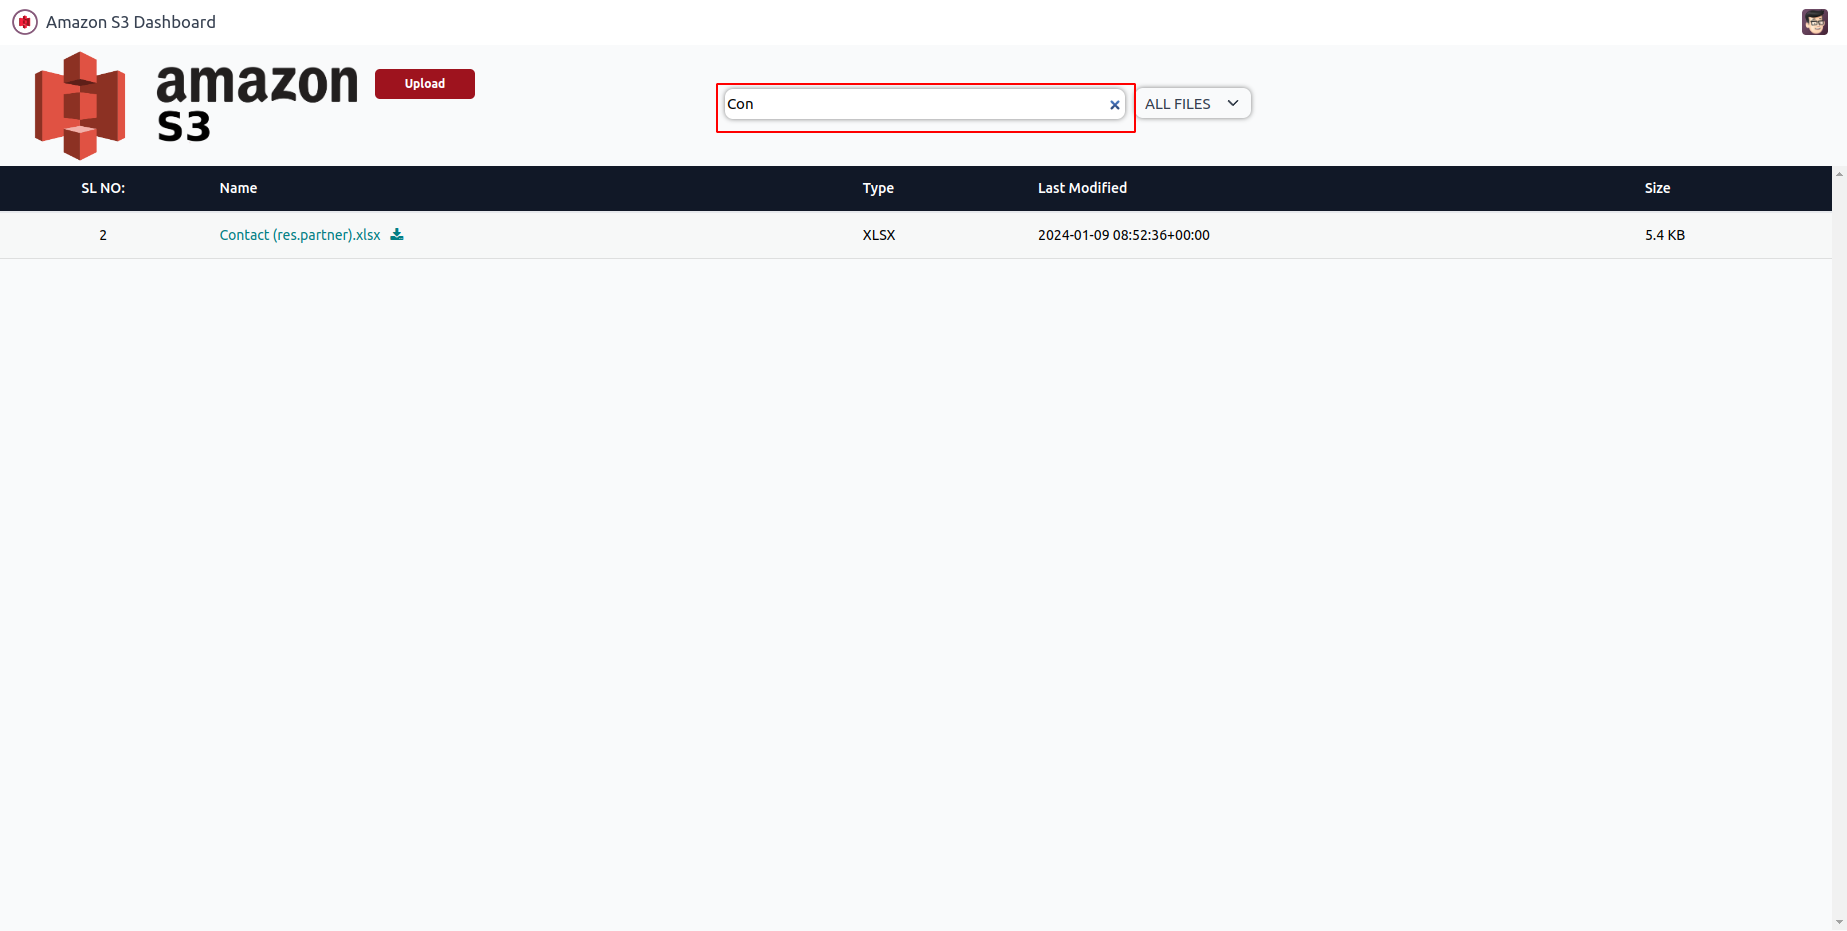 Amazon S3 Dashboard
amazon
S3
Upload
Con
ALL FILES
SL NO: Name Type Last Modified Size
2 Contact (res.partner).xlsx XLSX 2024-01-09 08:52:36+00:00 5.4 KB